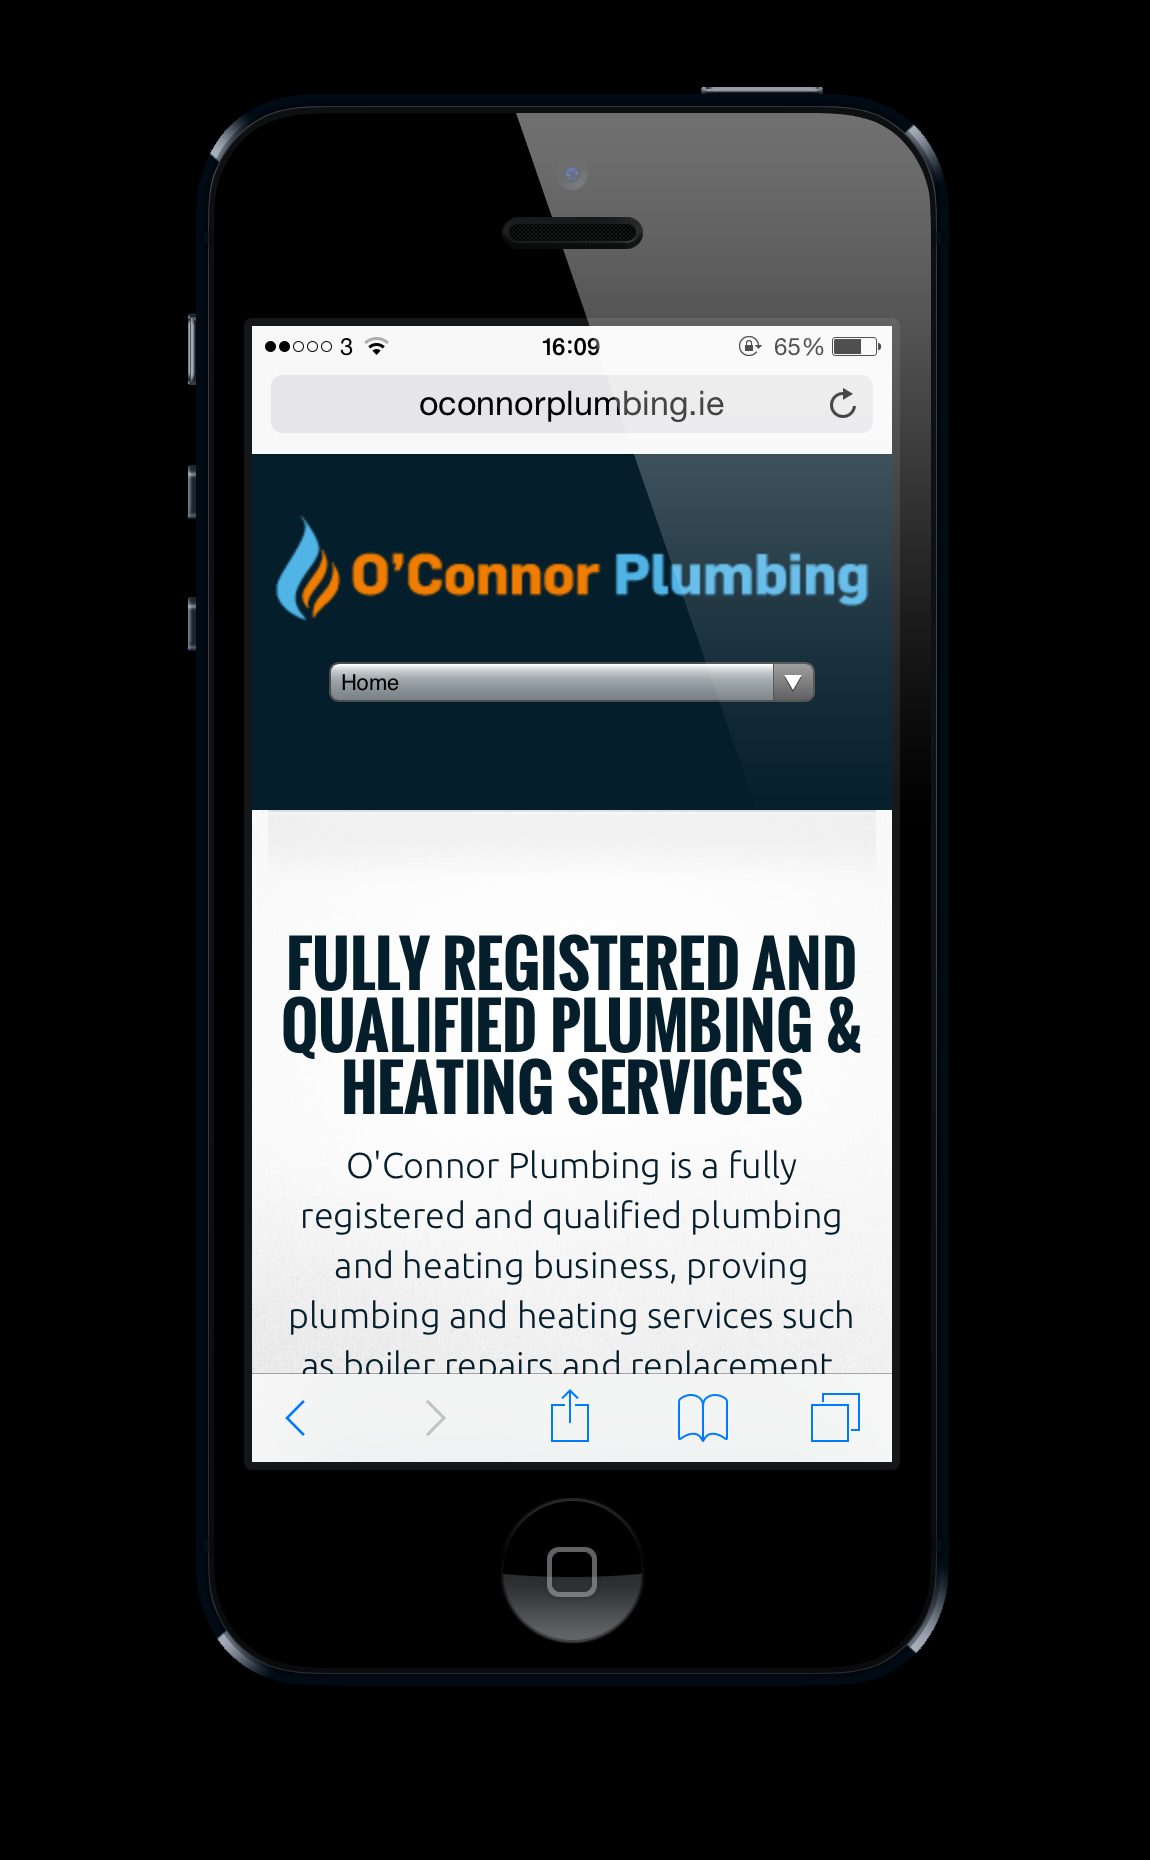 3 16:09 65%
oconnorplumbing.ie
O'Connor Plumbing
Home
FULLY REGISTERED AND
QUALIFIED PLUMBING &
HEATING SERVICES
O'Connor Plumbing is a fully
registered and qualified plumbing
and heating business, proving
plumbing and heating services such
as boiler repairs and replacement